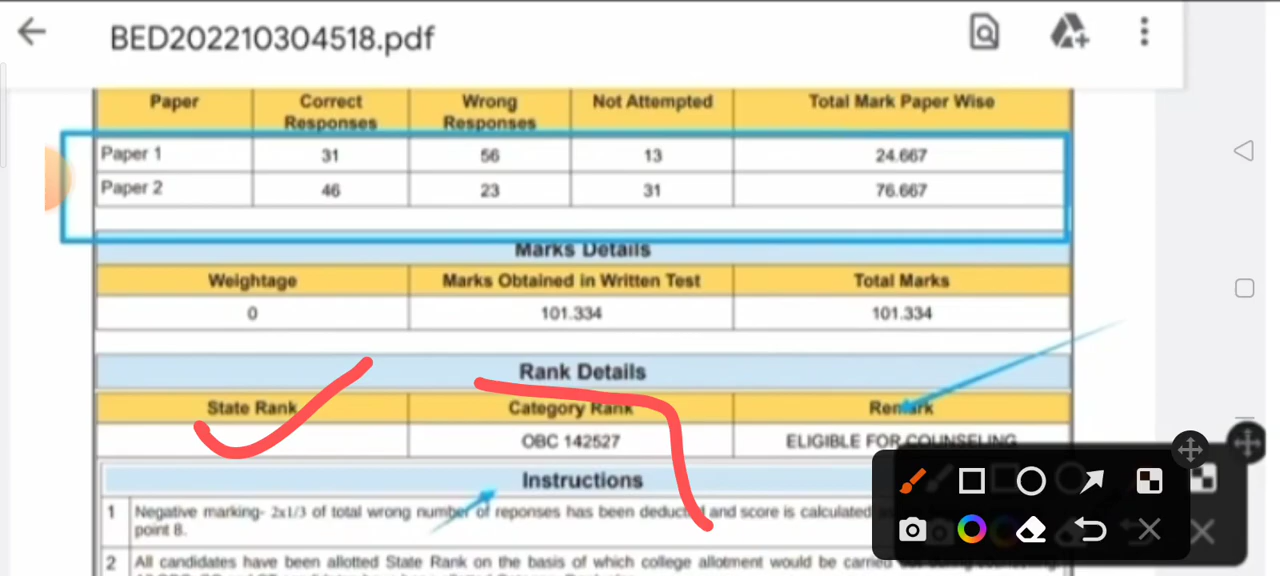 BED202210304518.pdf
Paper Correct Responses Wrong Responses Not Attempted Total Mark Paper Wise
Paper 1 31 56 13 24.667
Paper 2 46 23 31 76.667
Marks Details
Weightage Marks Obtained in Written Test Total Marks
0 101.334 101.334
Rank Details
State Rank Category Rank Remark
OBC 142527 ELIGIBLE FOR COUNSELING
Instructions
1 Negative marking- 2x1/3 of total wrong number of reponses has been and score is calculated
point 8.
2 All candidates have been allotted State Rank on the basis of which college allotment would be carried